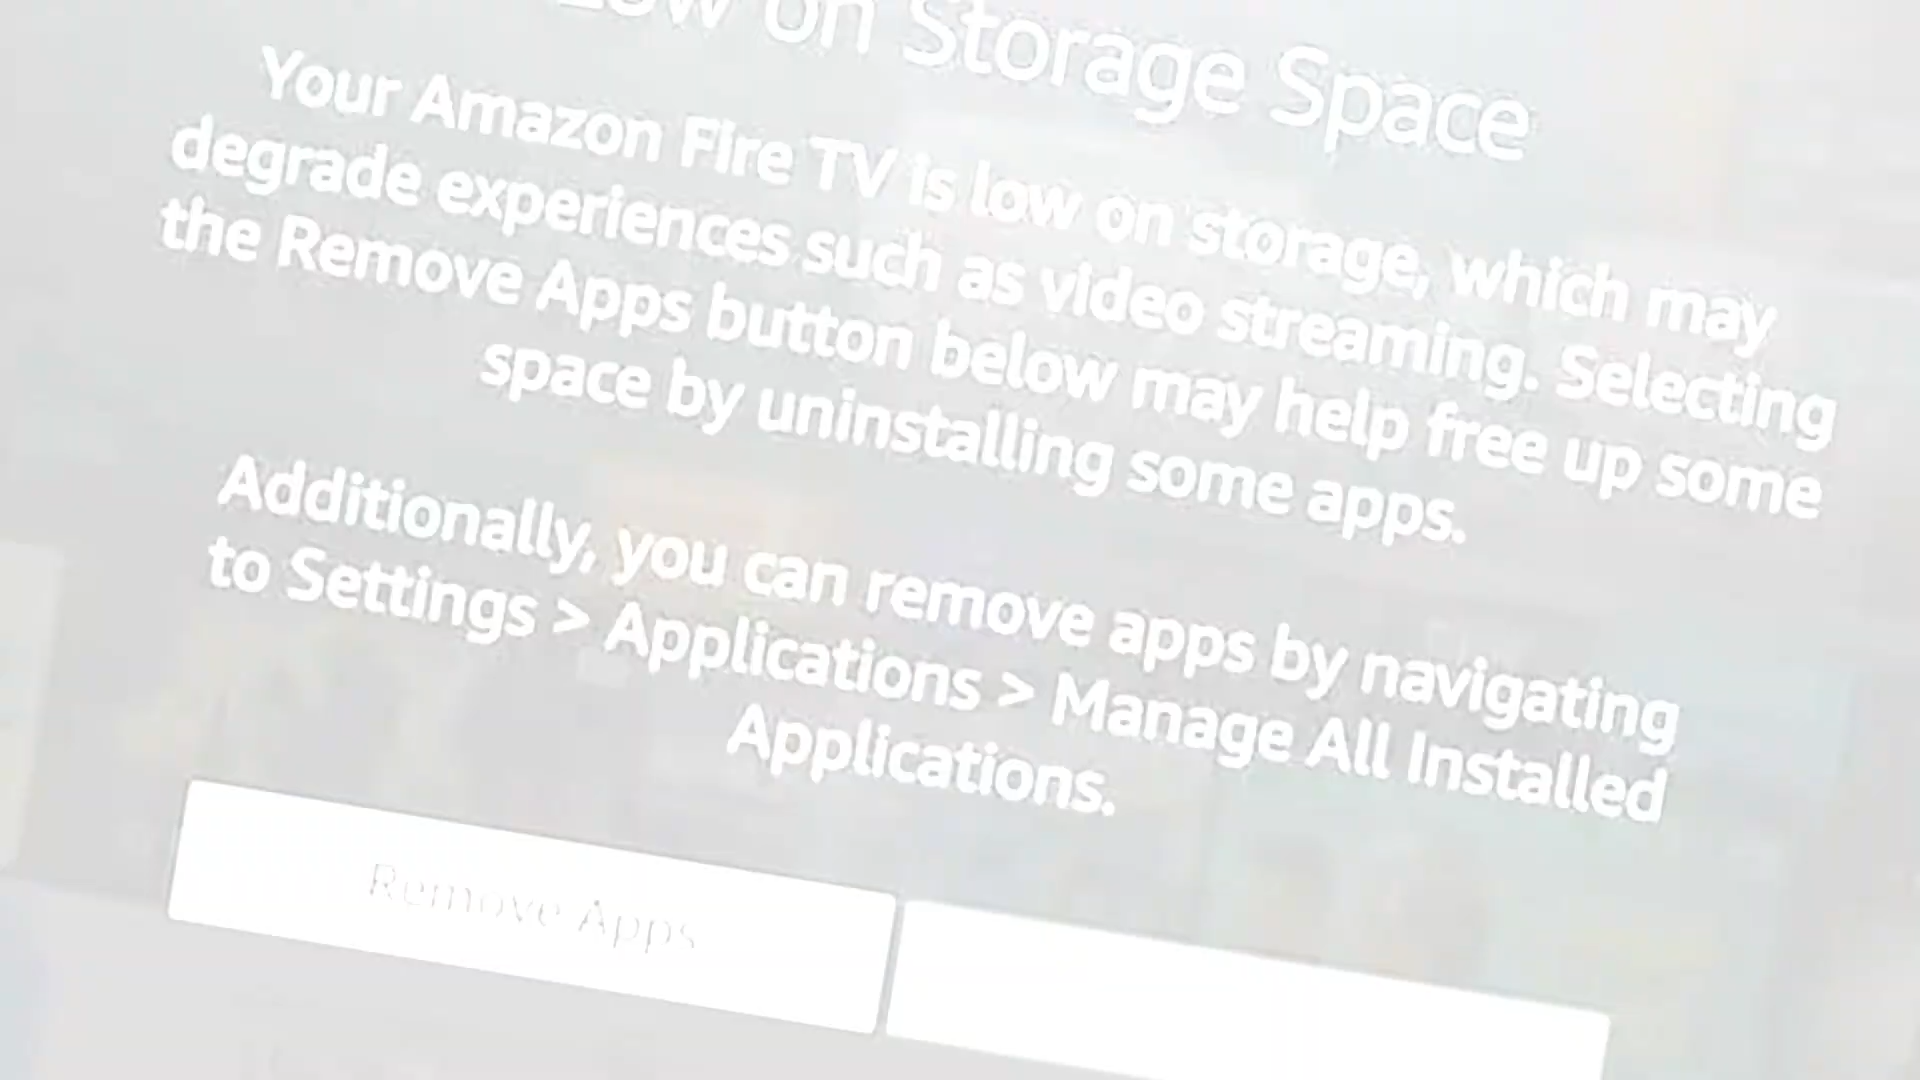 Low on Storage Space
Your Amazon Fire TV is low on storage, which may
degrade experiences such as video streaming. Selecting
the Remove Apps button below may help free up some
space by uninstalling some apps.
Additionally, you can remove apps by navigating
to Settings > Applications > Manage All Installed
Applications.
Remove Apps